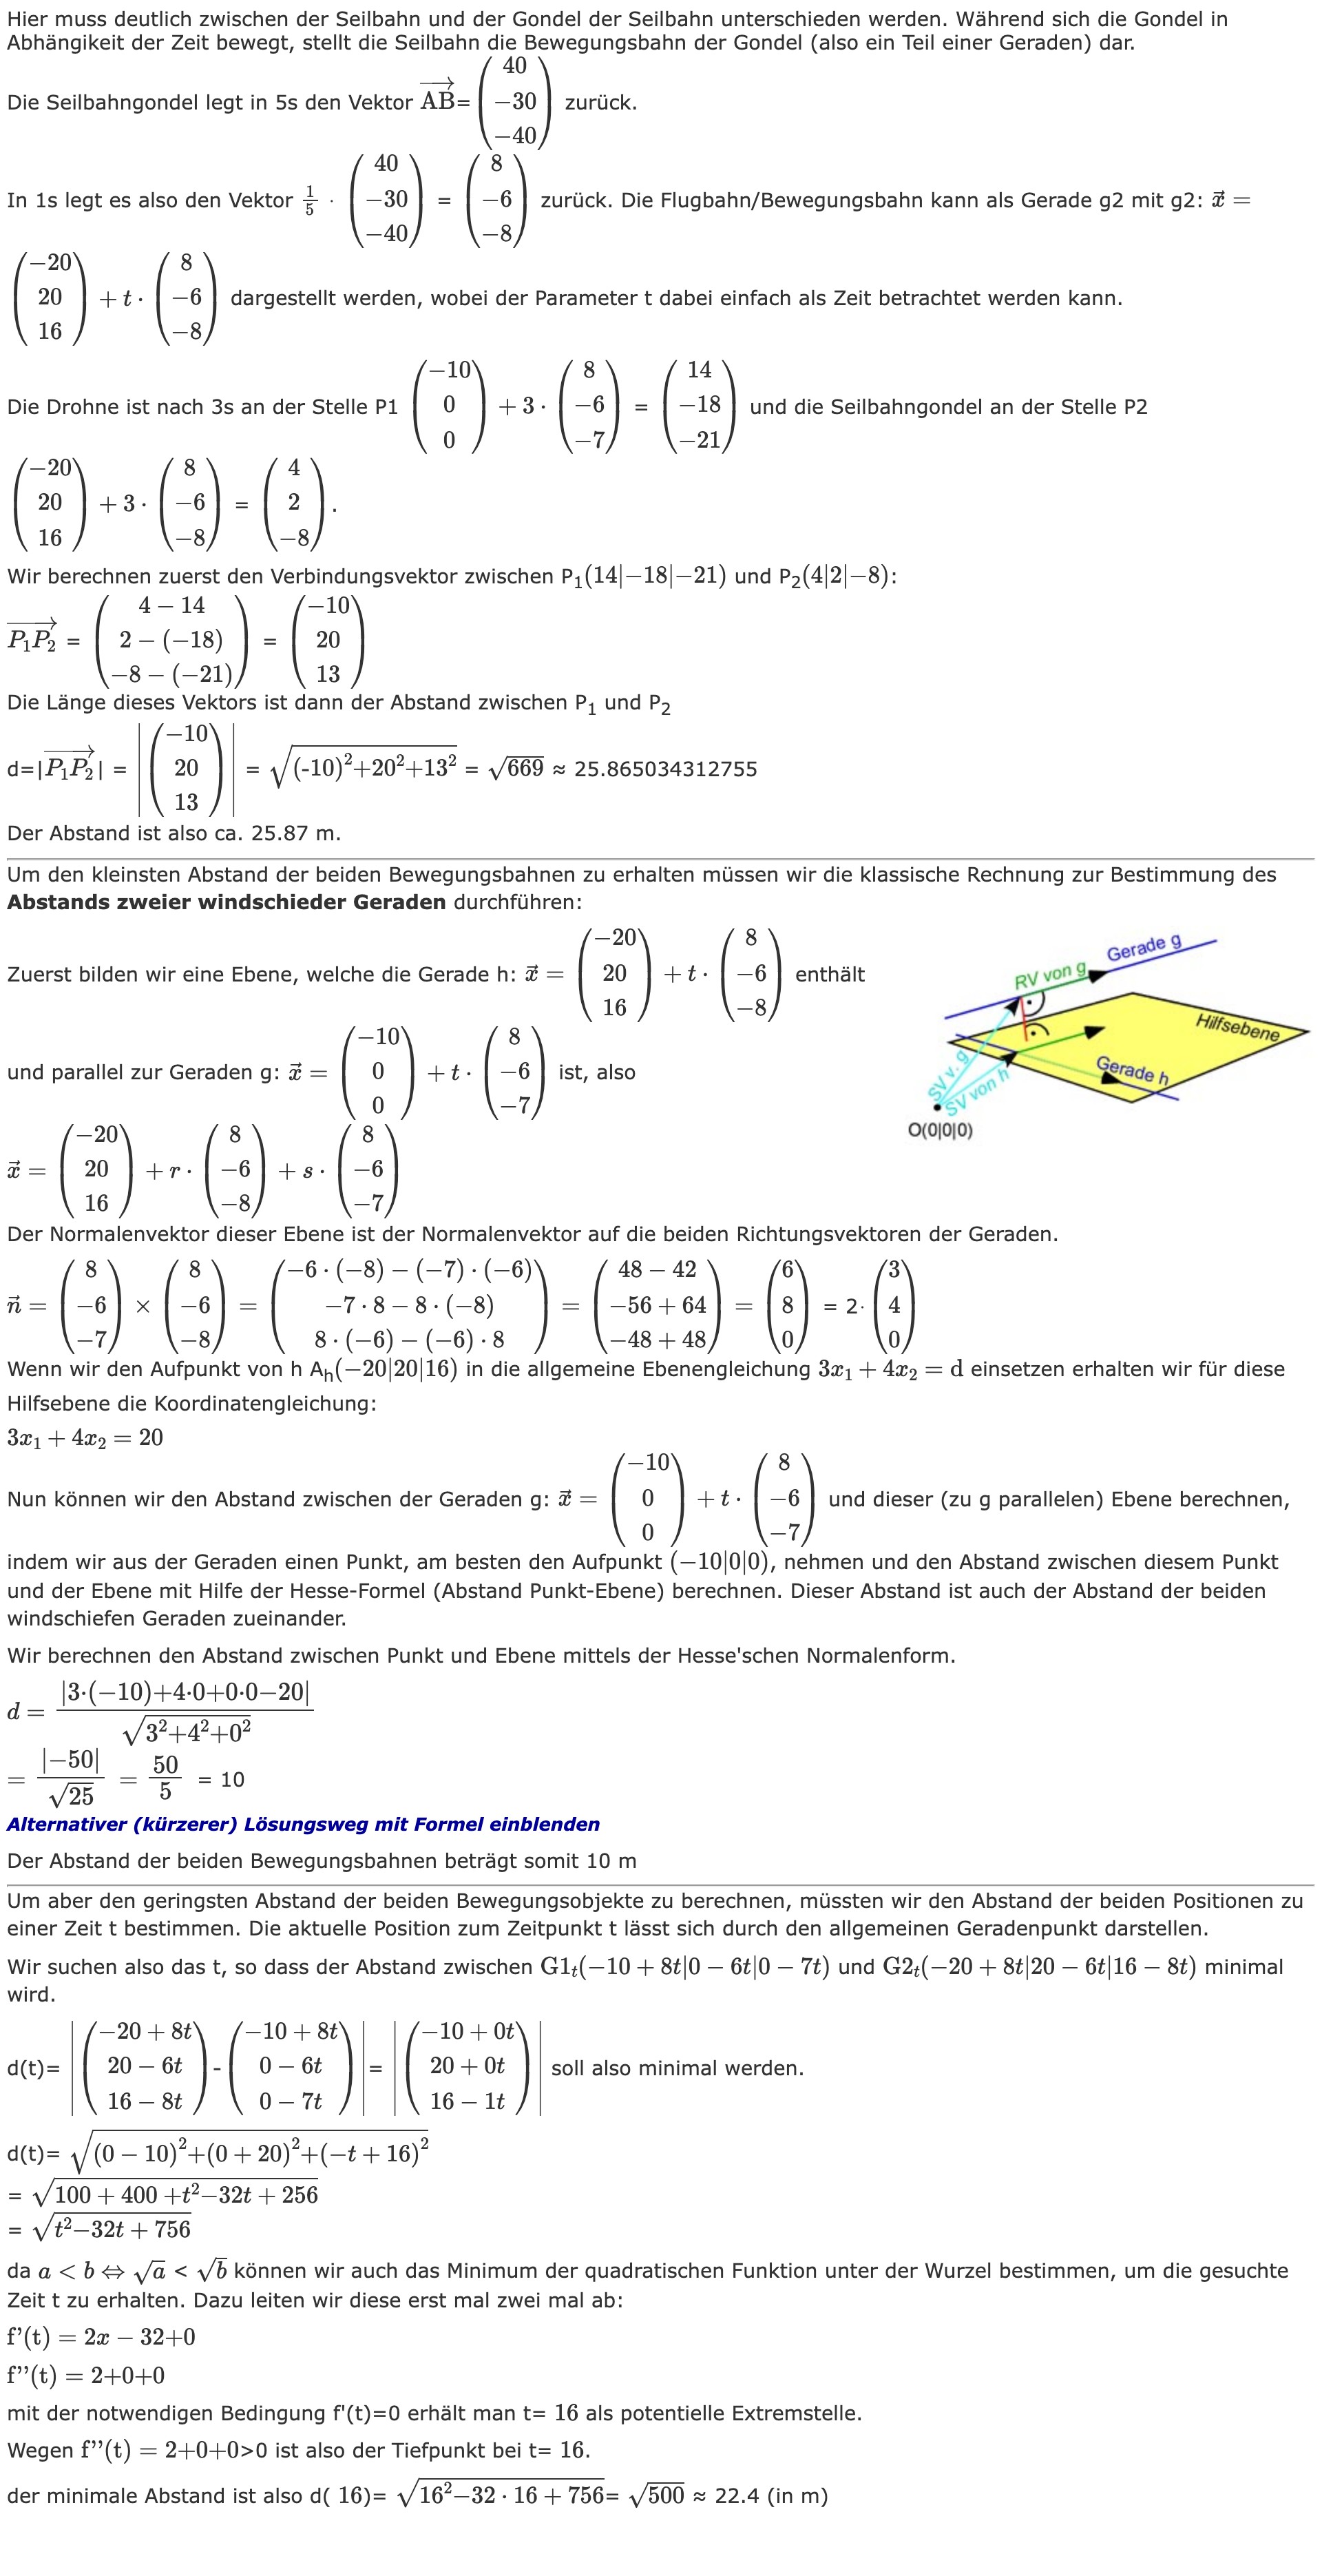 Hier muss deutlich zwischen der Seilbahn und der Gondel der Seilbahn unterschieden werden. Während sich die Gondel in
Abhängikeit der Zeit bewegt, stellt die Seilbahn die Bewegungsbahn der Gondel (also ein Teil einer Geraden) dar.
Die Seilbahngondel legt in 5s den Vektor $\overrightarrow{AB}=\begin{pmatrix}40\\-30\\-40\end{pmatrix}$ zurück.
In 1s legt es also den Vektor $\frac{1}{5}\cdot\begin{pmatrix}40\\-30\\-40\end{pmatrix}=\begin{pmatrix}8\\-6\\-8\end{pmatrix}$ zurück. Die Flugbahn/Bewegungsbahn kann als Gerade g2 mit g2: $\vec{x}=$
$\begin{pmatrix}-20\\20\\16\end{pmatrix}+t\cdot\begin{pmatrix}8\\-6\\-8\end{pmatrix}$ dargestellt werden, wobei der Parameter t dabei einfach als Zeit betrachtet werden kann.
Die Drohne ist nach 3s an der Stelle P1 $\begin{pmatrix}-10\\0\\0\end{pmatrix}+3\cdot\begin{pmatrix}8\\-6\\-7\end{pmatrix}=\begin{pmatrix}14\\-18\\-21\end{pmatrix}$ und die Seilbahngondel an der Stelle P2
$\begin{pmatrix}-20\\20\\16\end{pmatrix}+3\cdot\begin{pmatrix}8\\-6\\-8\end{pmatrix}=\begin{pmatrix}4\\2\\-8\end{pmatrix}$.
Wir berechnen zuerst den Verbindungsvektor zwischen $P_1(14|-18|-21)$ und $P_2(4|2|-8)$:
$\overrightarrow{P_1P_2}=\begin{pmatrix}4-14\\2-(-18)\\-8-(-21)\end{pmatrix}=\begin{pmatrix}-10\\20\\13\end{pmatrix}$
Die Länge dieses Vektors ist dann der Abstand zwischen $P_1$ und $P_2$
d=$|\overrightarrow{P_1P_2}|=\left|\begin{pmatrix}-10\\20\\13\end{pmatrix}\right|=\sqrt{(-10)^2+20^2+13^2}=\sqrt{669}\approx 25.865034312755$
Der Abstand ist also ca. 25.87 m.
Um den kleinsten Abstand der beiden Bewegungsbahnen zu erhalten müssen wir die klassische Rechnung zur Bestimmung des
Abstands zweier windschieder Geraden durchführen:
Zuerst bilden wir eine Ebene, welche die Gerade h: $\vec{x}=\begin{pmatrix}-20\\20\\16\end{pmatrix}+t\cdot\begin{pmatrix}8\\-6\\-8\end{pmatrix}$ enthält
und parallel zur Geraden g: $\vec{x}=\begin{pmatrix}-10\\0\\0\end{pmatrix}+t\cdot\begin{pmatrix}8\\-6\\-7\end{pmatrix}$ ist, also
$\vec{x}=\begin{pmatrix}-20\\20\\16\end{pmatrix}+r\cdot\begin{pmatrix}8\\-6\\-8\end{pmatrix}+s\cdot\begin{pmatrix}8\\-6\\-7\end{pmatrix}$
Gerade g
RV von g
Hilfsebene
Gerade h
SV v. g
SV von h
O(0|0|0)
Der Normalenvektor dieser Ebene ist der Normalenvektor auf die beiden Richtungsvektoren der Geraden.
$\vec{n}=\begin{pmatrix}8\\-6\\-7\end{pmatrix}\times\begin{pmatrix}8\\-6\\-8\end{pmatrix}=\begin{pmatrix}-6\cdot(-8)-(-7)\cdot(-6)\\-7\cdot8-8\cdot(-8)\\8\cdot(-6)-(-6)\cdot8\end{pmatrix}=\begin{pmatrix}48-42\\-56+64\\-48+48\end{pmatrix}=\begin{pmatrix}6\\8\\0\end{pmatrix}=2\cdot\begin{pmatrix}3\\4\\0\end{pmatrix}$
Wenn wir den Aufpunkt von h $A_h(-20|20|16)$ in die allgemeine Ebenengleichung $3x_1+4x_2=d$ einsetzen erhalten wir für diese
Hilfsebene die Koordinatengleichung:
$3x_1+4x_2=20$
Nun können wir den Abstand zwischen der Geraden g: $\vec{x}=\begin{pmatrix}-10\\0\\0\end{pmatrix}+t\cdot\begin{pmatrix}8\\-6\\-7\end{pmatrix}$ und dieser (zu g parallelen) Ebene berechnen,
indem wir aus der Geraden einen Punkt, am besten den Aufpunkt $(-10|0|0)$, nehmen und den Abstand zwischen diesem Punkt
und der Ebene mit Hilfe der Hesse-Formel (Abstand Punkt-Ebene) berechnen. Dieser Abstand ist auch der Abstand der beiden
windschiefen Geraden zueinander.
Wir berechnen den Abstand zwischen Punkt und Ebene mittels der Hesse'schen Normalenform.
$d=\frac{|3\cdot(-10)+4\cdot0+0\cdot0-20|}{\sqrt{3^2+4^2+0^2}}$
$=\frac{|-50|}{\sqrt{25}}=\frac{50}{5}=10$
Alternativer (kürzerer) Lösungsweg mit Formel einblenden
Der Abstand der beiden Bewegungsbahnen beträgt somit 10 m
Um aber den geringsten Abstand der beiden Bewegungsobjekte zu berechnen, müssten wir den Abstand der beiden Positionen zu
einer Zeit t bestimmen. Die aktuelle Position zum Zeitpunkt t lässt sich durch den allgemeinen Geradenpunkt darstellen.
Wir suchen also das t, so dass der Abstand zwischen $G1_t(-10+8t|0-6t|0-7t)$ und $G2_t(-20+8t|20-6t|16-8t)$ minimal
wird.
d(t)= $\left|\begin{pmatrix}-20+8t\\20-6t\\16-8t\end{pmatrix}-\begin{pmatrix}-10+8t\\0-6t\\0-7t\end{pmatrix}\right|=\left|\begin{pmatrix}-10+0t\\20+0t\\16-1t\end{pmatrix}\right|$ soll also minimal werden.
d(t)= $\sqrt{(0-10)^2+(0+20)^2+(-t+16)^2}$
= $\sqrt{100+400+t^2-32t+256}$
= $\sqrt{t^2-32t+756}$
da $a<b\Leftrightarrow\sqrt{a}<\sqrt{b}$ können wir auch das Minimum der quadratischen Funktion unter der Wurzel bestimmen, um die gesuchte
Zeit t zu erhalten. Dazu leiten wir diese erst mal zwei mal ab:
f’(t) = 2x − 32+0
f’’(t) = 2+0+0
mit der notwendigen Bedingung f'(t)=0 erhält man t= 16 als potentielle Extremstelle.
Wegen f’’(t) = 2+0+0>0 ist also der Tiefpunkt bei t= 16.
der minimale Abstand ist also d( 16)= $\sqrt{16^2-32\cdot16+756}=\sqrt{500}\approx$ 22.4 (in m)